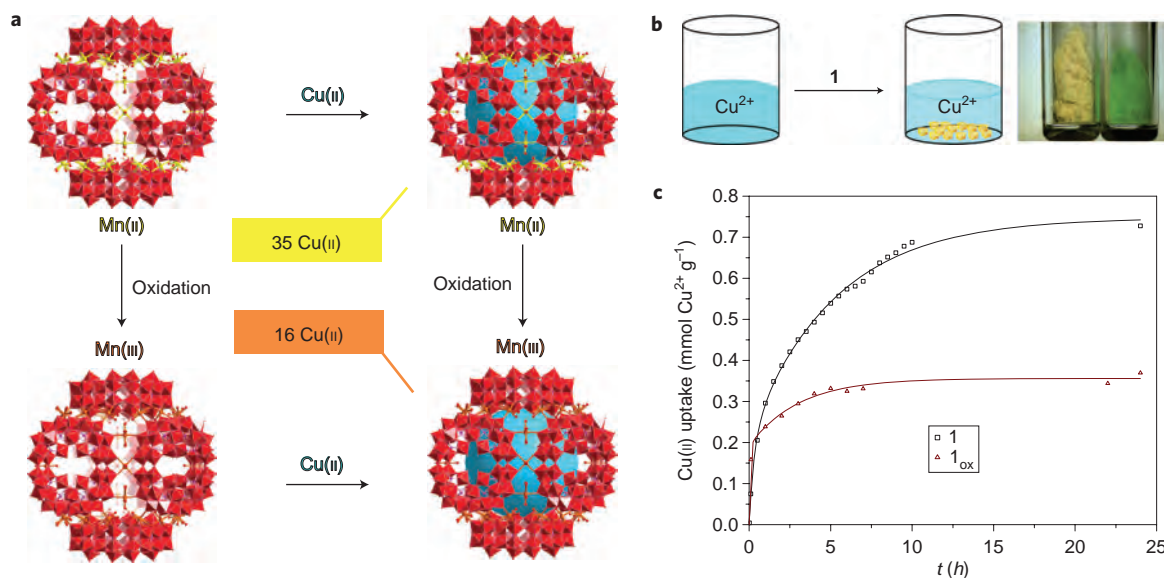 a
Cu(II)
Mn(II)
Mn(II)
35 Cu(II)
Oxidation
Oxidation
16 Cu(II)
Mn(III)
Mn(III)
Cu(II)
b
1
Cu²⁺
Cu²⁺
c
Cu(II) uptake (mmol Cu²⁺ g⁻¹)
0.8
0.7
0.6
0.5
0.4
0.3
0.2
0.1
0.0
1
1ox
0 5 10 15 20 25
t (h)